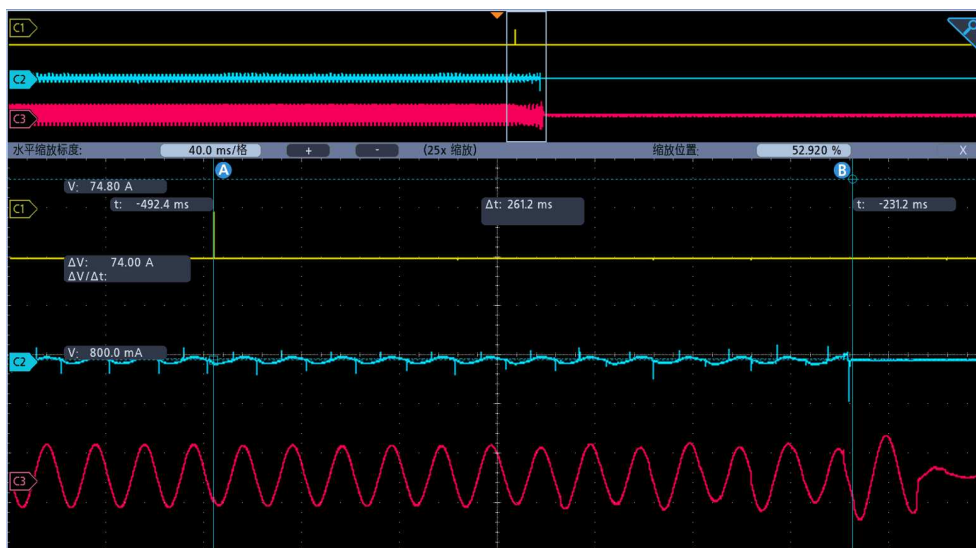 C1
C2
C3
水平缩放标度: 40.0 ms/格 + - (25x 缩放) 缩放位置: 52.920 % X
A B
V: 74.80 A
C1 t: -492.4 ms Δt: 261.2 ms t: -231.2 ms
ΔV: 74.00 A
ΔV/Δt:
C2 V: 800.0 mA
C3